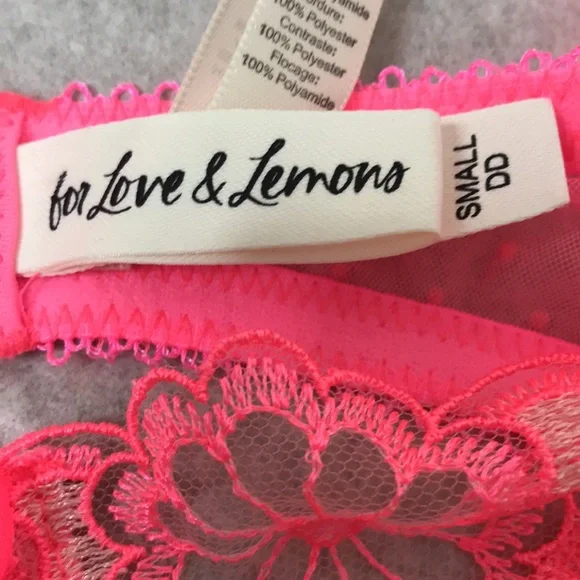 100% Polyester
Contraste:
100% Polyester
Flocage:
100% Polyamide
for Love & Lemons
SMALL
DD